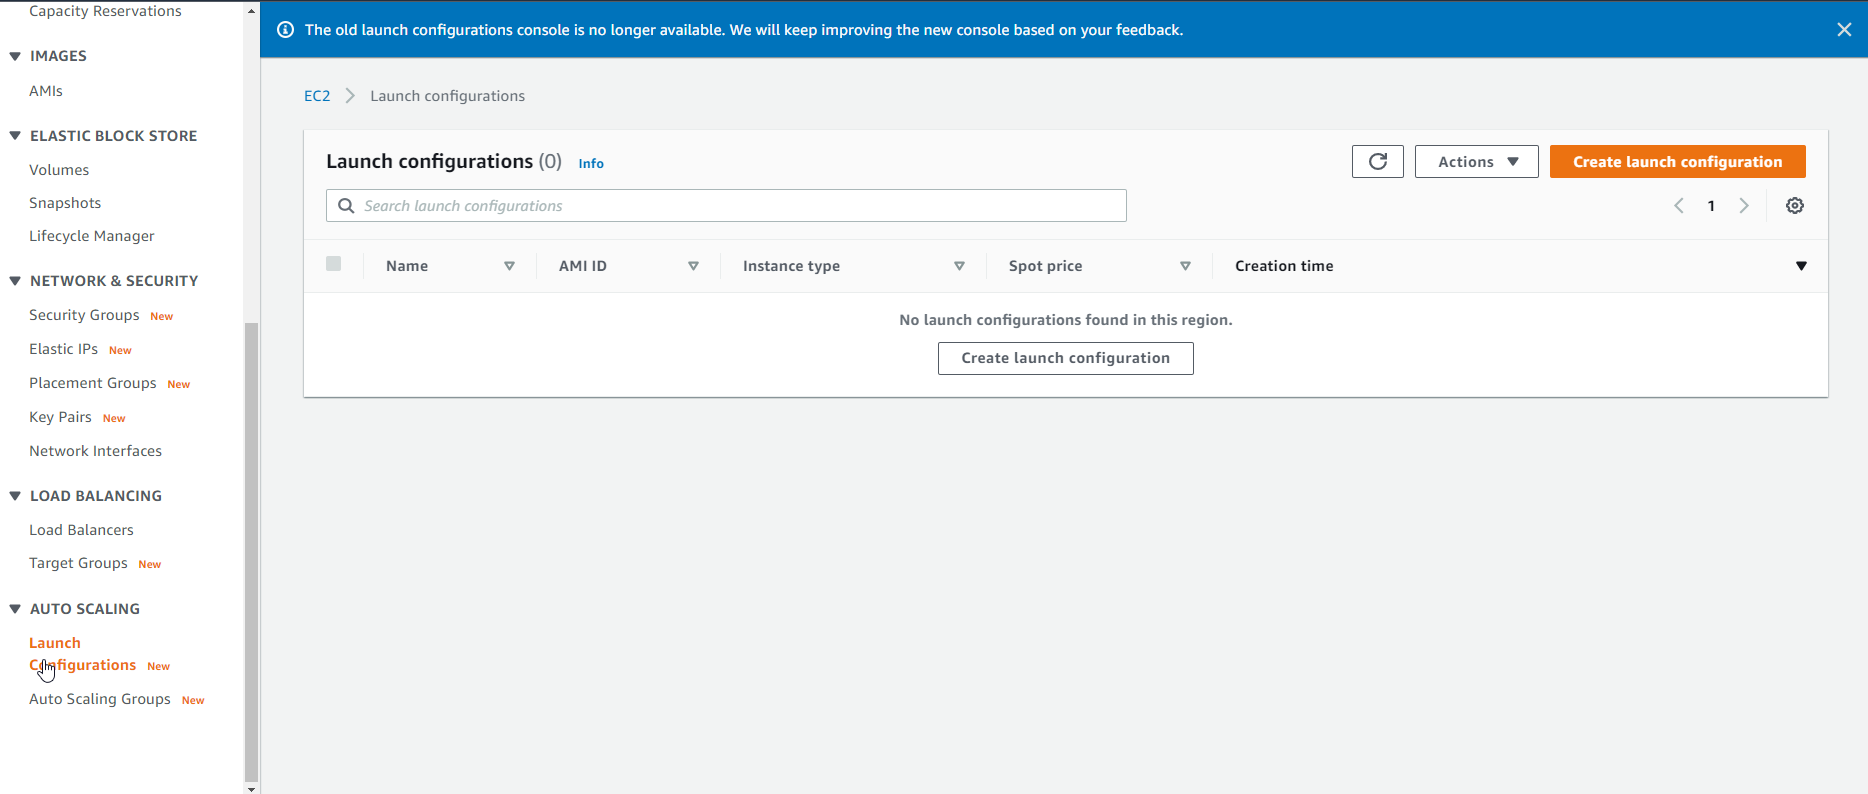 Capacity Reservations
IMAGES
AMIs
ELASTIC BLOCK STORE
Volumes
Snapshots
Lifecycle Manager
NETWORK & SECURITY
Security Groups New
Elastic IPs New
Placement Groups New
Key Pairs New
Network Interfaces
LOAD BALANCING
Load Balancers
Target Groups New
AUTO SCALING
Launch
Configurations New
Auto Scaling Groups New
The old launch configurations console is no longer available. We will keep improving the new console based on your feedback.
EC2 Launch configurations
Launch configurations (0) Info
Actions
Create launch configuration
Search launch configurations
1
Name AMI ID Instance type Spot price Creation time
No launch configurations found in this region.
Create launch configuration